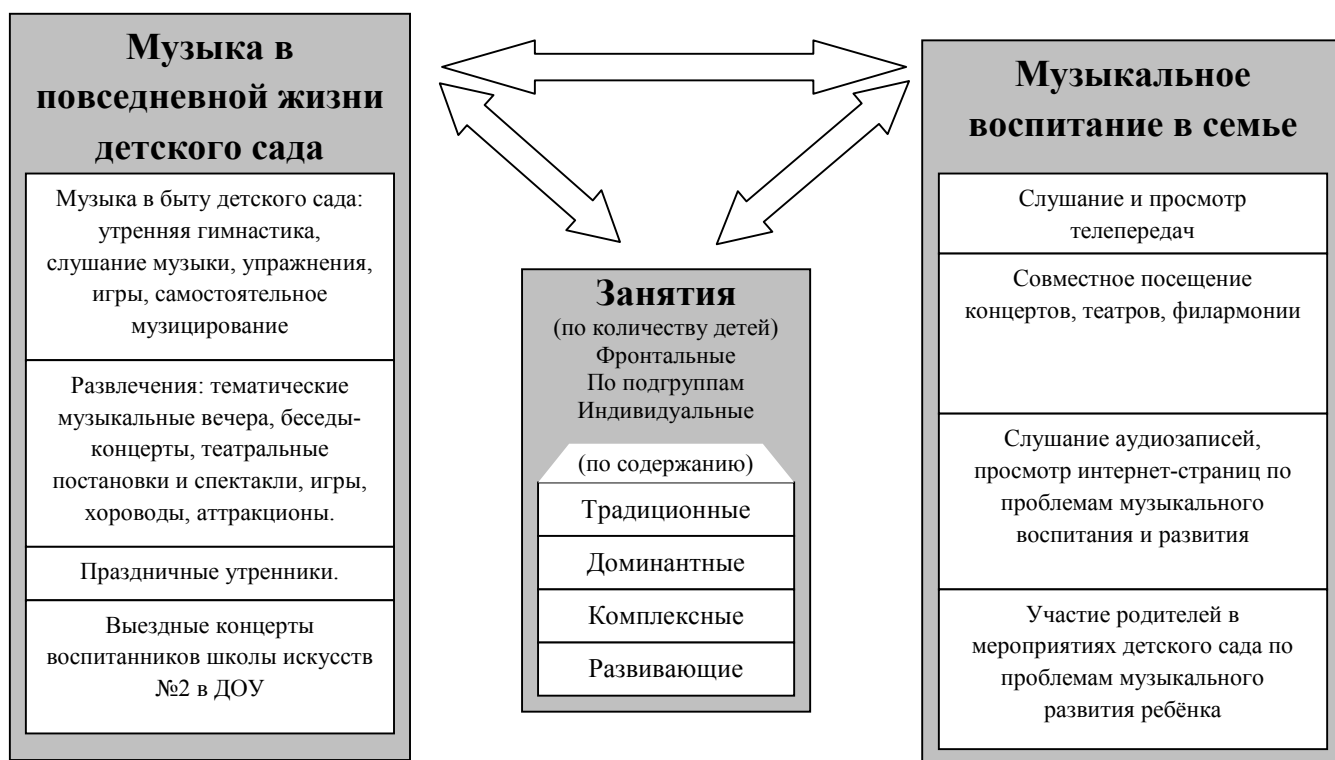 Музыка в
повседневной жизни
детского сада
Музыка в быту детского сада:
утренняя гимнастика,
слушание музыки, упражнения,
игры, самостоятельное
музицирование
Развлечения: тематические
музыкальные вечера, беседы-
концерты, театральные
постановки и спектакли, игры,
хороводы, аттракционы.
Праздничные утренники.
Выездные концерты
воспитанников школы искусств
№2 в ДОУ
Занятия
(по количеству детей)
Фронтальные
По подгруппам
Индивидуальные
(по содержанию)
Традиционные
Доминантные
Комплексные
Развивающие
Музыкальное
воспитание в семье
Слушание и просмотр
телепередач
Совместное посещение
концертов, театров, филармонии
Слушание аудиозаписей,
просмотр интернет-страниц по
проблемам музыкального
воспитания и развития
Участие родителей в
мероприятиях детского сада по
проблемам музыкального
развития ребёнка